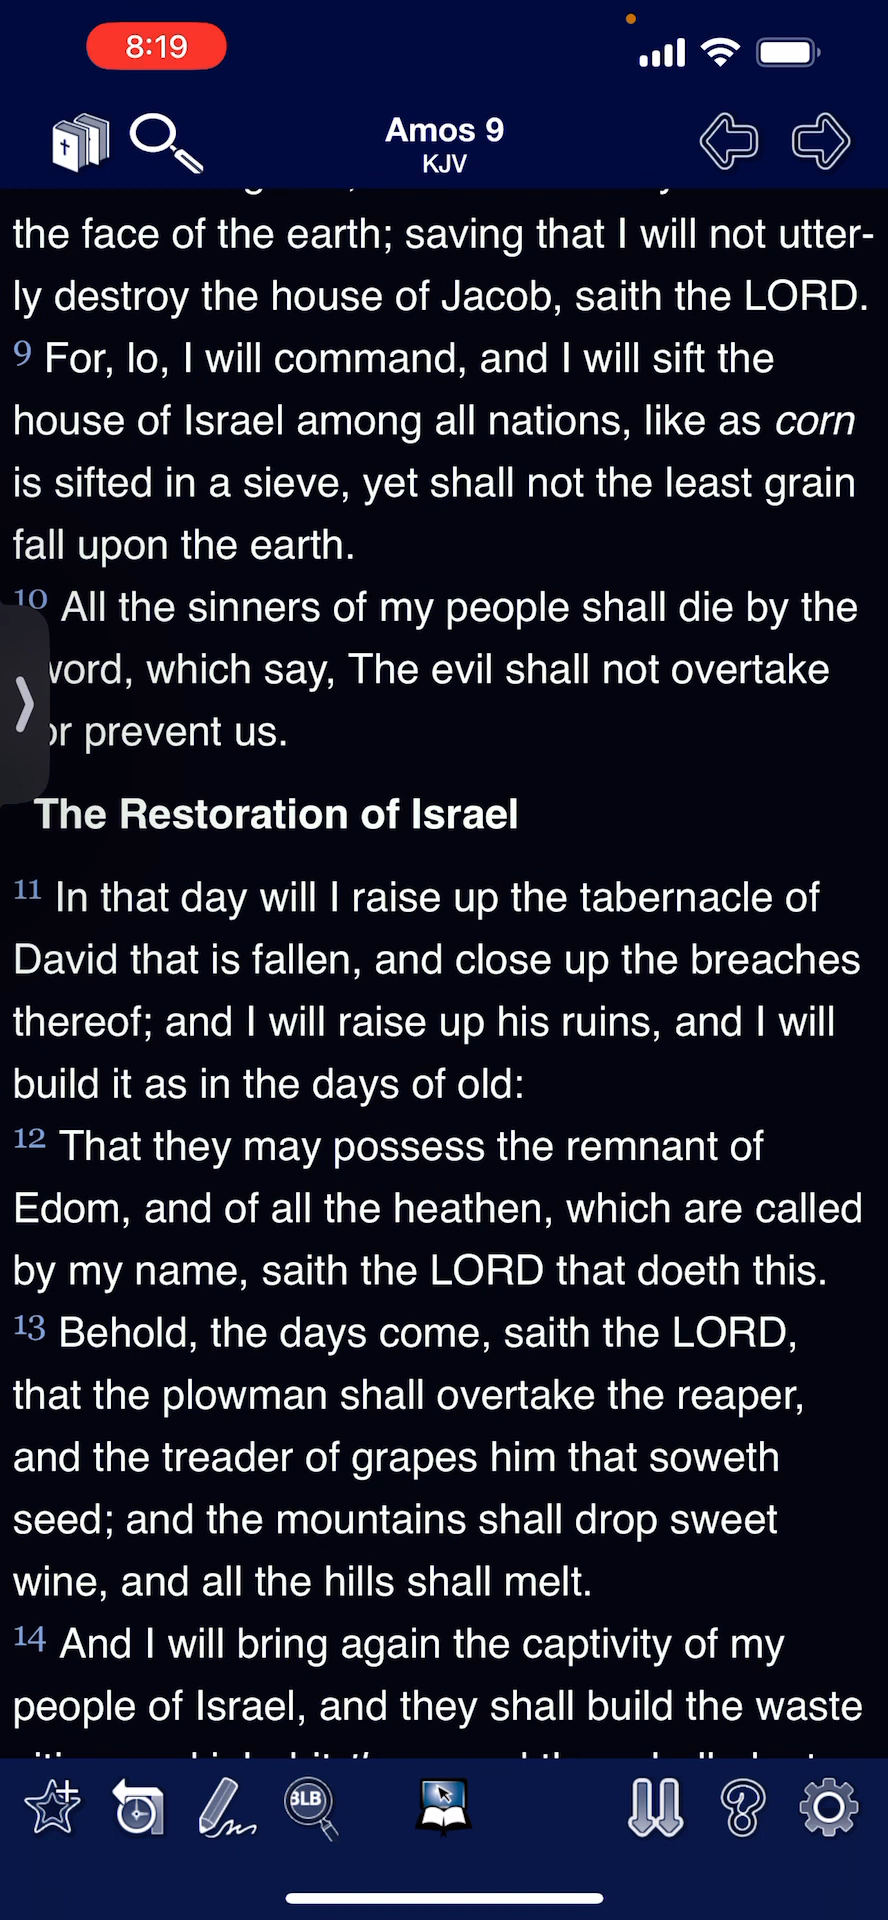 8:19
Amos 9
KJV
the face of the earth; saving that I will not utter-
ly destroy the house of Jacob, saith the LORD.
9 For, lo, I will command, and I will sift the
house of Israel among all nations, like as corn
is sifted in a sieve, yet shall not the least grain
fall upon the earth.
10 All the sinners of my people shall die by the
word, which say, The evil shall not overtake
or prevent us.
The Restoration of Israel
11 In that day will I raise up the tabernacle of
David that is fallen, and close up the breaches
thereof; and I will raise up his ruins, and I will
build it as in the days of old:
12 That they may possess the remnant of
Edom, and of all the heathen, which are called
by my name, saith the LORD that doeth this.
13 Behold, the days come, saith the LORD,
that the plowman shall overtake the reaper,
and the treader of grapes him that soweth
seed; and the mountains shall drop sweet
wine, and all the hills shall melt.
14 And I will bring again the captivity of my
people of Israel, and they shall build the waste
BLB